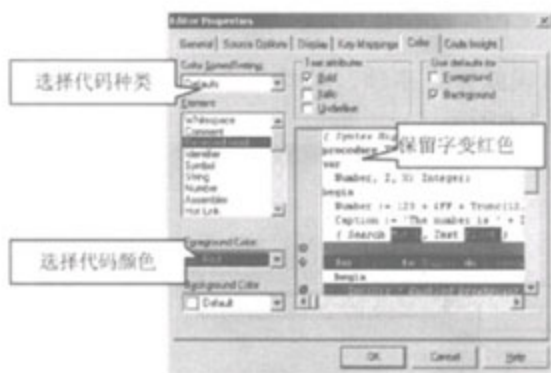 Editor Properties
General | Source Options | Display | Key Mappings | Color | Code Insight
Color SpeedSetting:
Defaults
Element:
Whitespace
Comment
Reserved word
Identifier
Symbol
String
Number
Assembler
Hot Link
Foreground Color:
Red
Background Color
Default
Text attributes
Bold
Italic
Underline
Use defaults for
Foreground
Background
{ Syntax
procedure
var
Number, I, X: Integer;
begin
Number :=
Caption := 'The number is ' +
{ Search
, Text
begin
OK
Cancel
Help
选择代码种类
保留字变红色
选择代码颜色